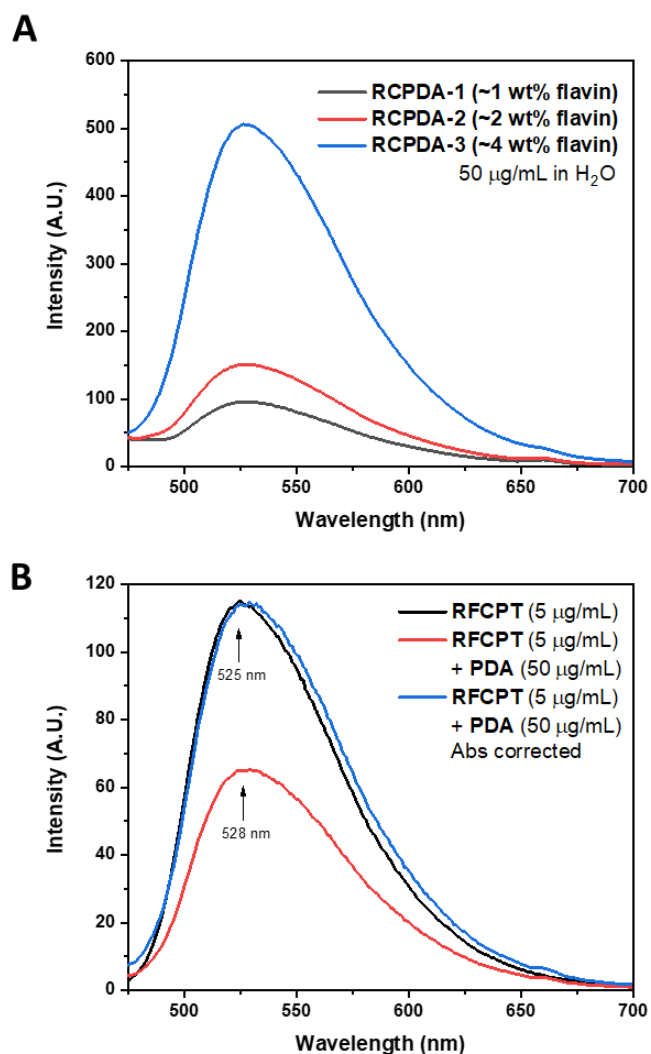 A
600
500
400
300
200
100
0
Intensity (A.U.)
RCPDA-1 (~1 wt% flavin)
RCPDA-2 (~2 wt% flavin)
RCPDA-3 (~4 wt% flavin)
50 μg/mL in H₂O
500 550 600 650 700
Wavelength (nm)
B
120
100
80
60
40
20
0
Intensity (A.U.)
RFCPT (5 μg/mL)
RFCPT (5 μg/mL)
+ PDA (50 μg/mL)
RFCPT (5 μg/mL)
+ PDA (50 μg/mL)
Abs corrected
525 nm
528 nm
500 550 600 650 700
Wavelength (nm)